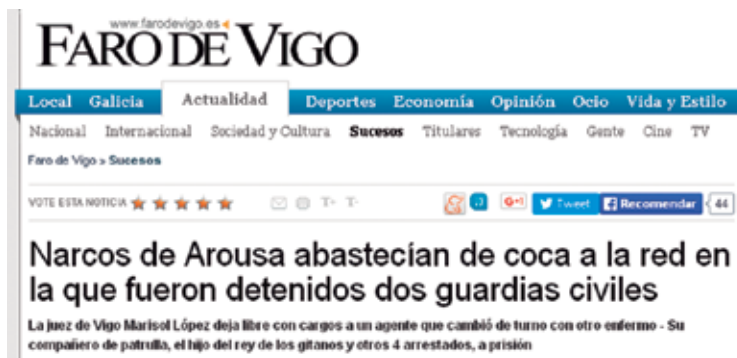 www.farodevigo.es
FARO DE VIGO
Local Galicia Actualidad Deportes Economía Opinión Ocio Vida y Estilo
Nacional Internacional Sociedad y Cultura Sucesos Titulares Tecnología Gente Cine TV
Faro de Vigo » Sucesos
VOTE ESTA NOTICIA T+ T- G+1 Tweet Recomendar 44
Narcos de Arousa abastecían de coca a la red en
la que fueron detenidos dos guardias civiles
La juez de Vigo Marisol López deja libre con cargos a un agente que cambió de turno con otro enfermo - Su
compañero de patrulla, el hijo del rey de los gitanos y otros 4 arrestados, a prisión